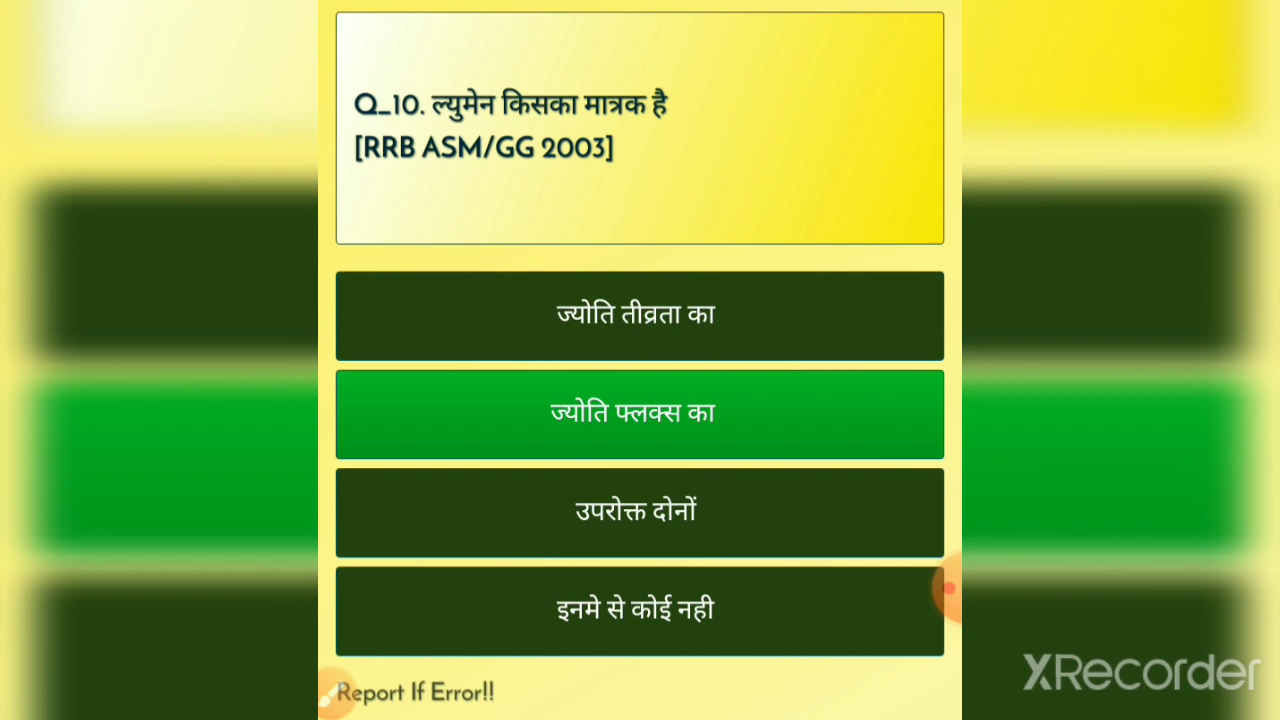 Q_10. ल्युमेन किसका मात्रक है
[RRB ASM/GG 2003]
ज्योति तीव्रता का
ज्योति फ्लक्स का
उपरोक्त दोनों
इनमे से कोई नही
Report If Error!!
XRecorder